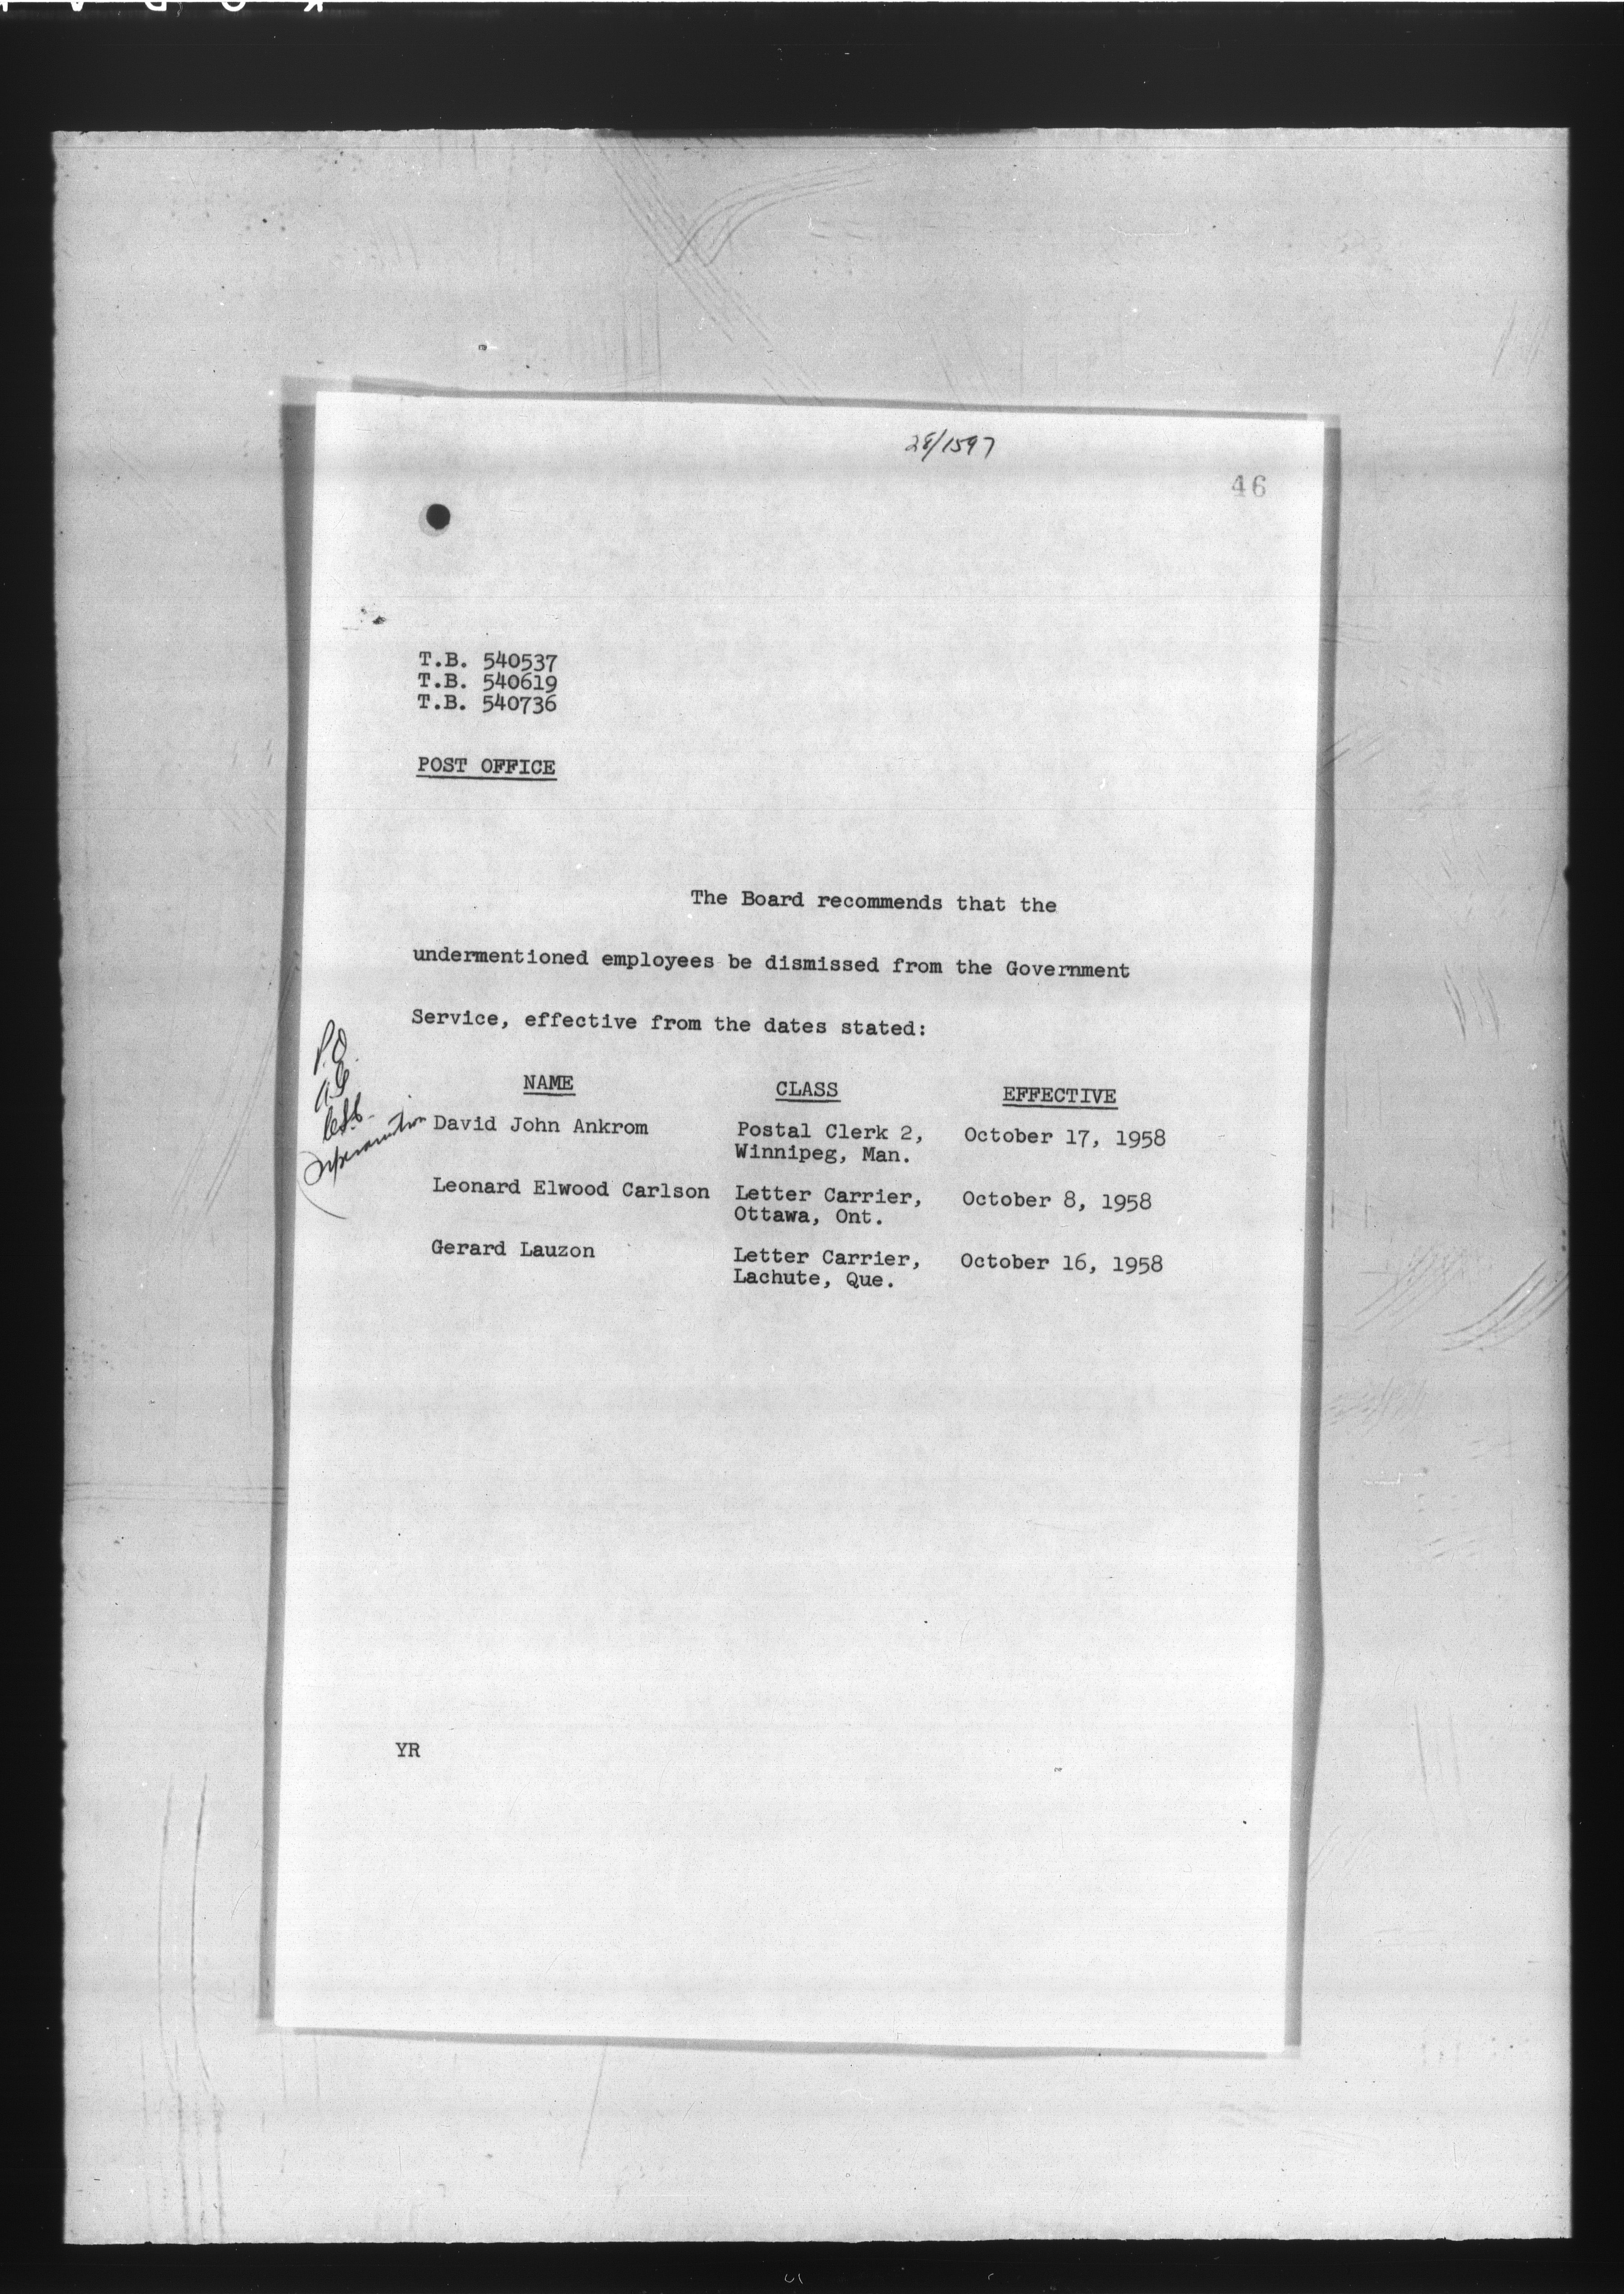 28/1597
46
T.B. 540537
T.B. 540619
T.B. 540736
POST OFFICE
The Board recommends that the
undermentioned employees be dismissed from the Government
Service, effective from the dates stated:
P.O.
NAME CLASS EFFECTIVE
David John Ankrom Postal Clerk 2, October 17, 1958
Winnipeg, Man.
Leonard Elwood Carlson Letter Carrier, October 8, 1958
Ottawa, Ont.
Gerard Lauzon Letter Carrier, October 16, 1958
Lachute, Que.
YR